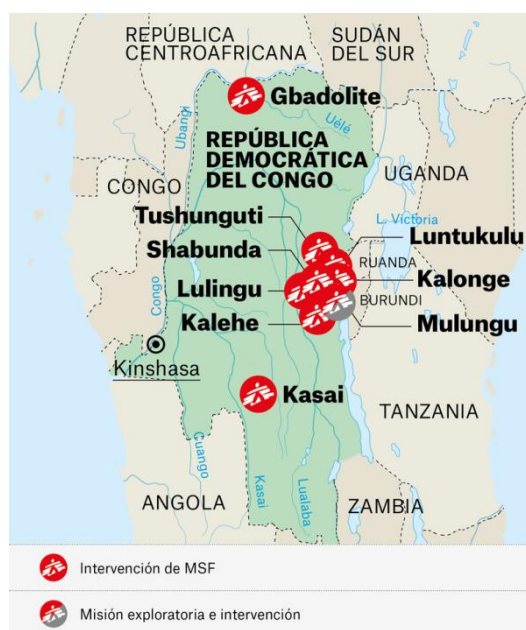 REPÚBLICA
CENTROAFRICANA
SUDÁN
DEL SUR
Gbadolite
Ubangi
Uélé
REPÚBLICA
DEMOCRÁTICA
DEL CONGO
UGANDA
CONGO
L. Victoria
Tushunguti
Luntukulu
Shabunda
RUANDA
Kalonge
Lulingu
BURUNDI
Congo
Kalehe
Mulungu
Kinshasa
Kasai
TANZANIA
Cuango
Kasai
Lualaba
ANGOLA
ZAMBIA
Intervención de MSF
Misión exploratoria e intervención